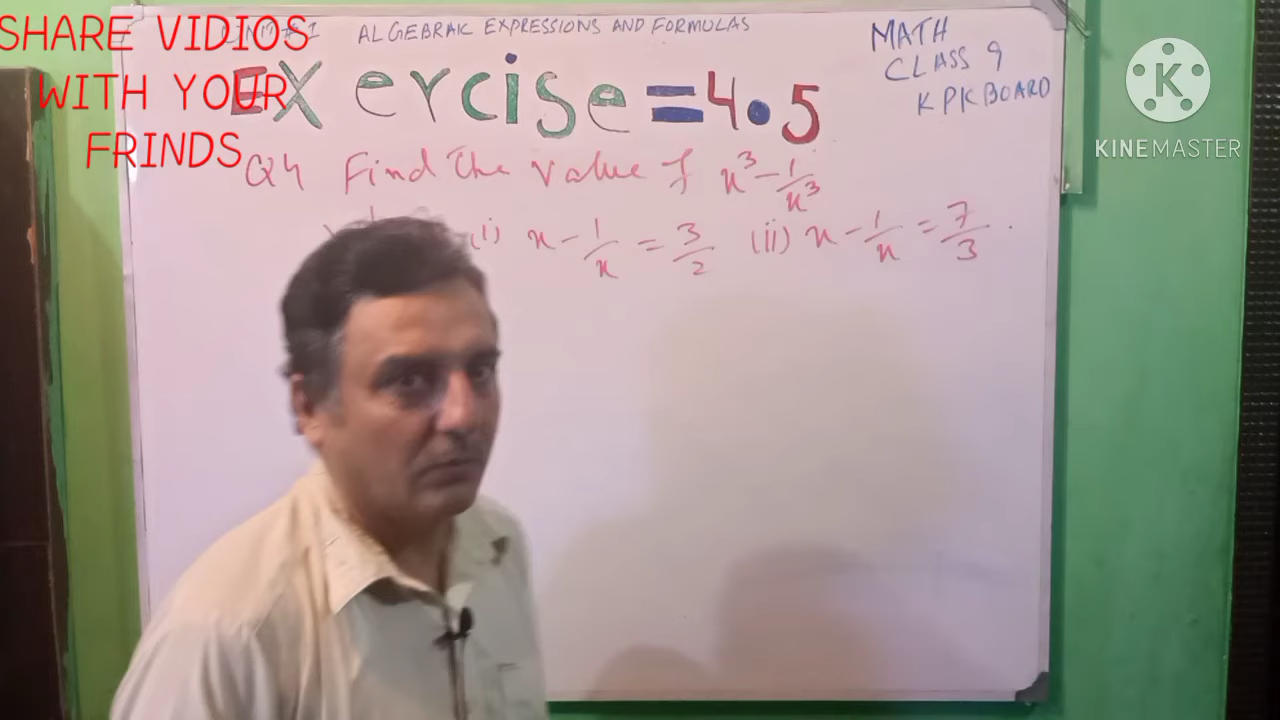 SHARE VIDIOS
WITH YOUR
FRINDS
ALGEBRAIC EXPRESSIONS AND FORMULAS
MATH
CLASS 9
KPK BOARD
Exercise = 4.5
K
KINEMASTER
Q4 Find The Value of x³ - 1/x³
(i) x - 1/x = 3/2 (ii) x - 1/x = 7/3 .